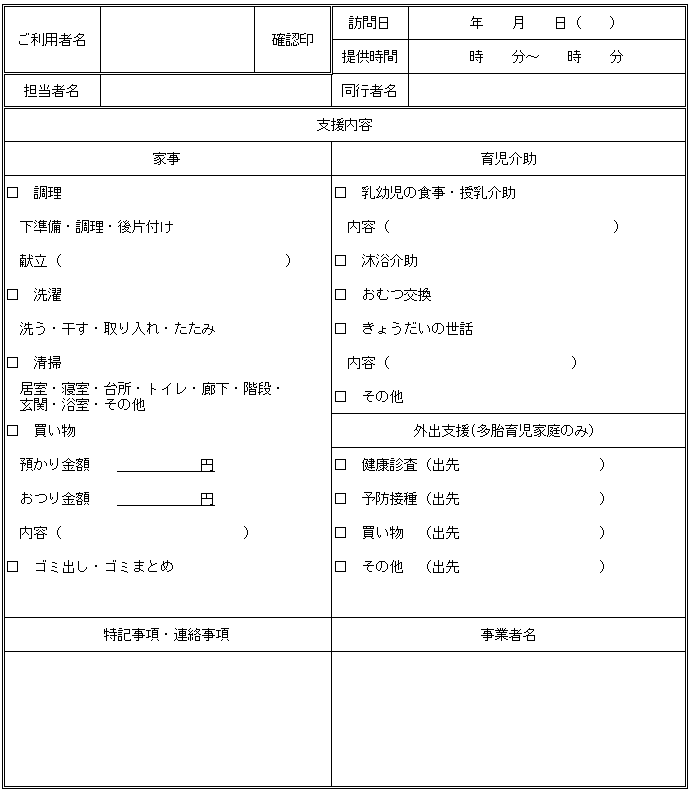 ご利用者名
確認印
訪問日
年　月　日（　）
提供時間
時　分～　時　分
担当者名
同行者名
支援内容
家事
□　調理
下準備・調理・後片付け
献立（　）
□　洗濯
洗う・干す・取り入れ・たたみ
□　清掃
居室・寝室・台所・トイレ・廊下・階段・
玄関・浴室・その他
□　買い物
預かり金額　円
おつり金額　円
内容（　）
□　ゴミ出し・ゴミまとめ
育児介助
□　乳幼児の食事・授乳介助
内容（　）
□　沐浴介助
□　おむつ交換
□　きょうだいの世話
内容（　）
□　その他
外出支援（多胎育児家庭のみ）
□　健康診査（出先　）
□　予防接種（出先　）
□　買い物　（出先　）
□　その他　（出先　）
特記事項・連絡事項
事業者名